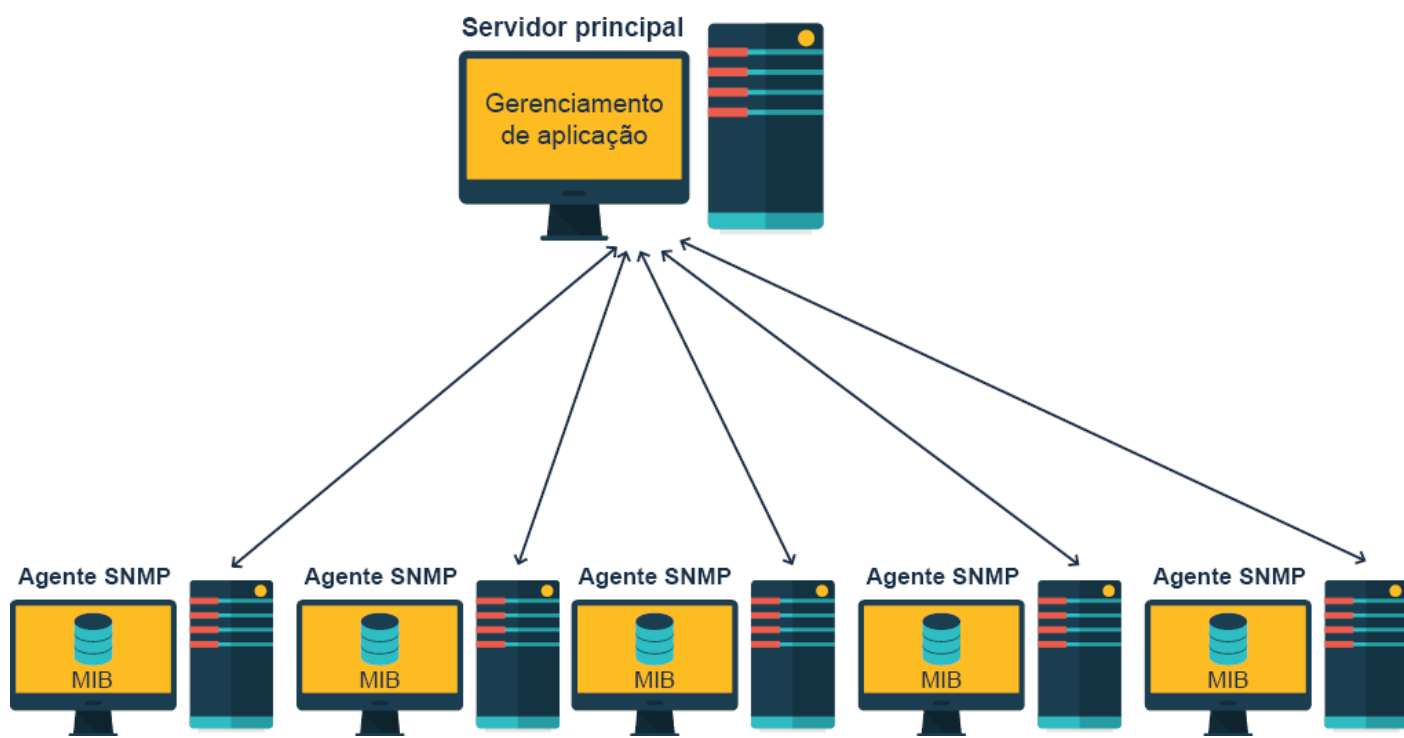 Servidor principal
Gerenciamento
de aplicação
Agente SNMP
MIB
Agente SNMP
MIB
Agente SNMP
MIB
Agente SNMP
MIB
Agente SNMP
MIB